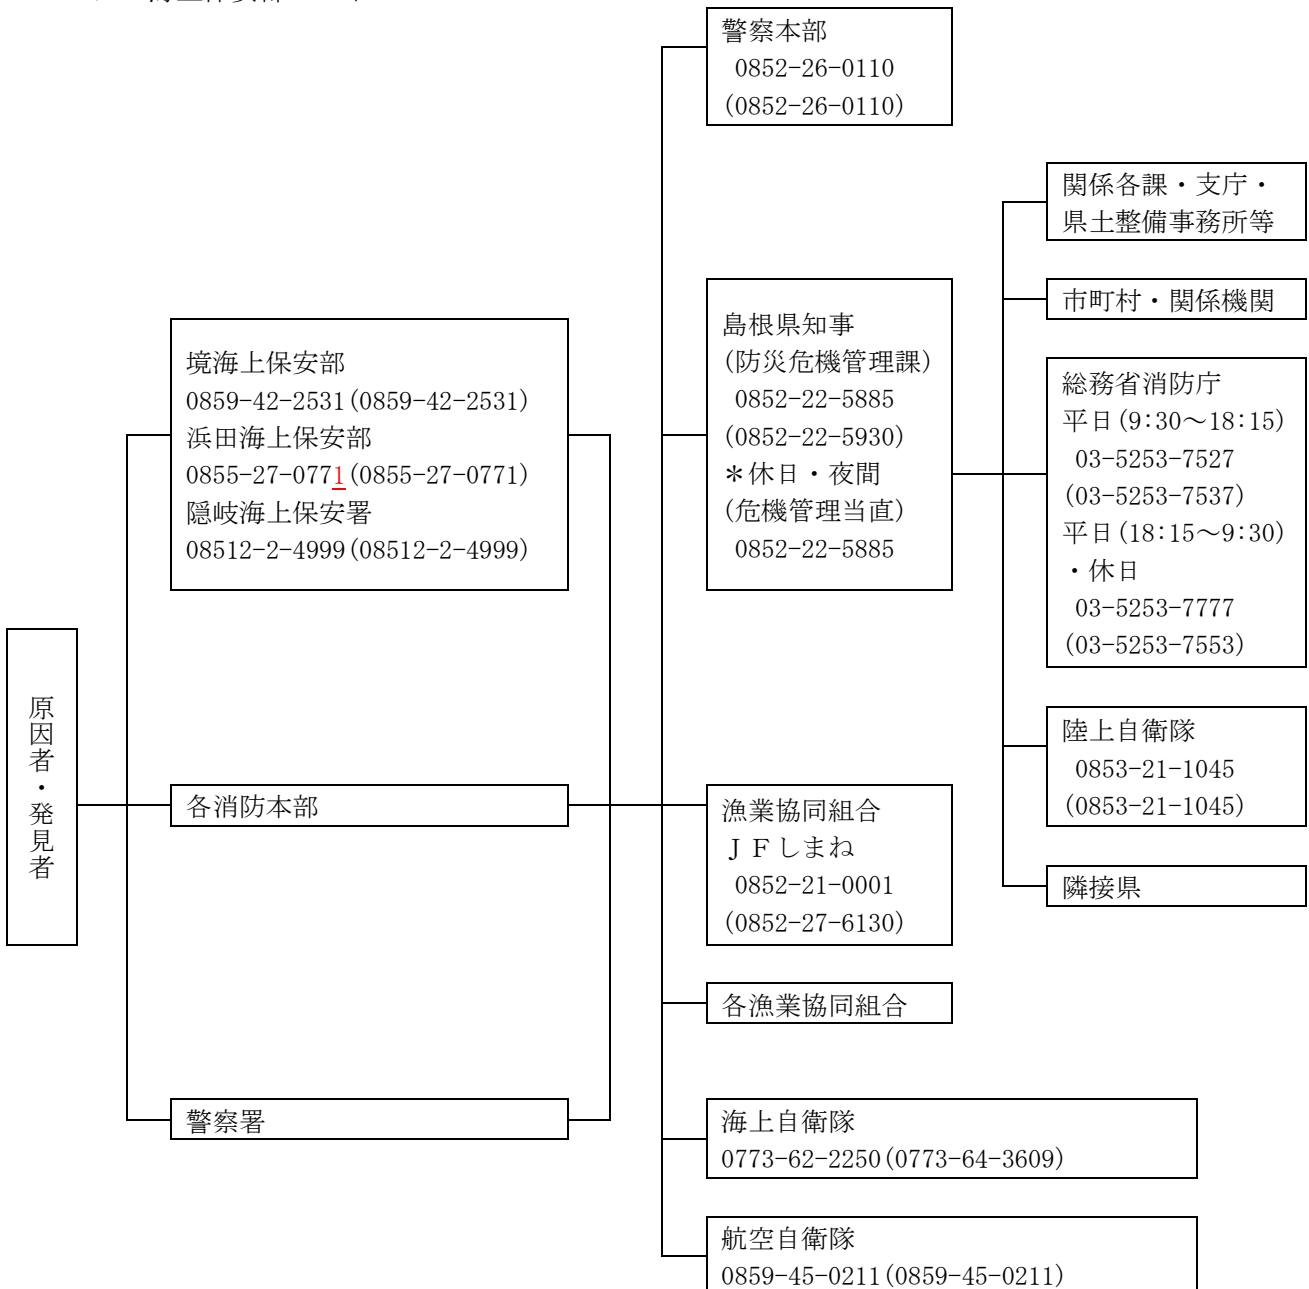 原因者・発見者
境海上保安部
0859-42-2531(0859-42-2531)
浜田海上保安部
0855-27-0771(0855-27-0771)
隠岐海上保安署
08512-2-4999(08512-2-4999)
各消防本部
警察署
警察本部
0852-26-0110
(0852-26-0110)
島根県知事
(防災危機管理課)
0852-22-5885
(0852-22-5930)
＊休日・夜間
(危機管理当直)
0852-22-5885
漁業協同組合
ＪＦしまね
0852-21-0001
(0852-27-6130)
各漁業協同組合
海上自衛隊
0773-62-2250(0773-64-3609)
航空自衛隊
0859-45-0211(0859-45-0211)
関係各課・支庁・
県土整備事務所等
市町村・関係機関
総務省消防庁
平日(9:30～18:15)
03-5253-7527
(03-5253-7537)
平日(18:15～9:30)
・休日
03-5253-7777
(03-5253-7553)
陸上自衛隊
0853-21-1045
(0853-21-1045)
隣接県